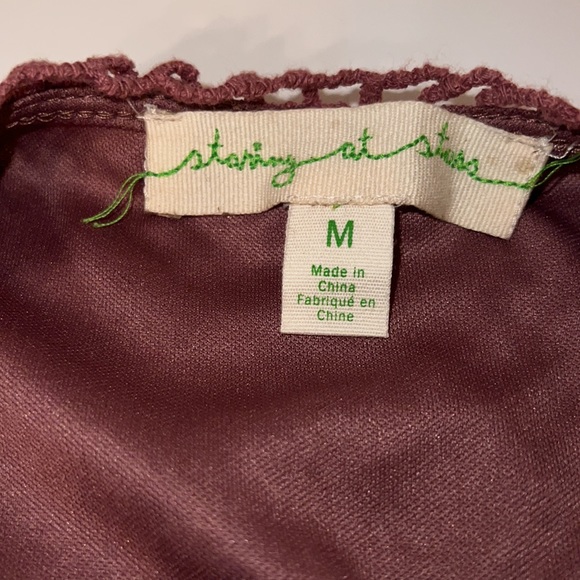 staring at stars
M
Made in
China
Fabriqué en
Chine